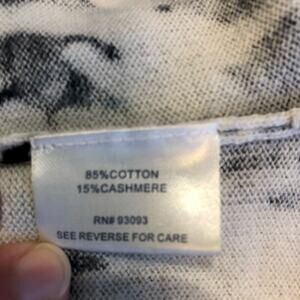 85%COTTON
15%CASHMERE
RN# 93093
SEE REVERSE FOR CARE